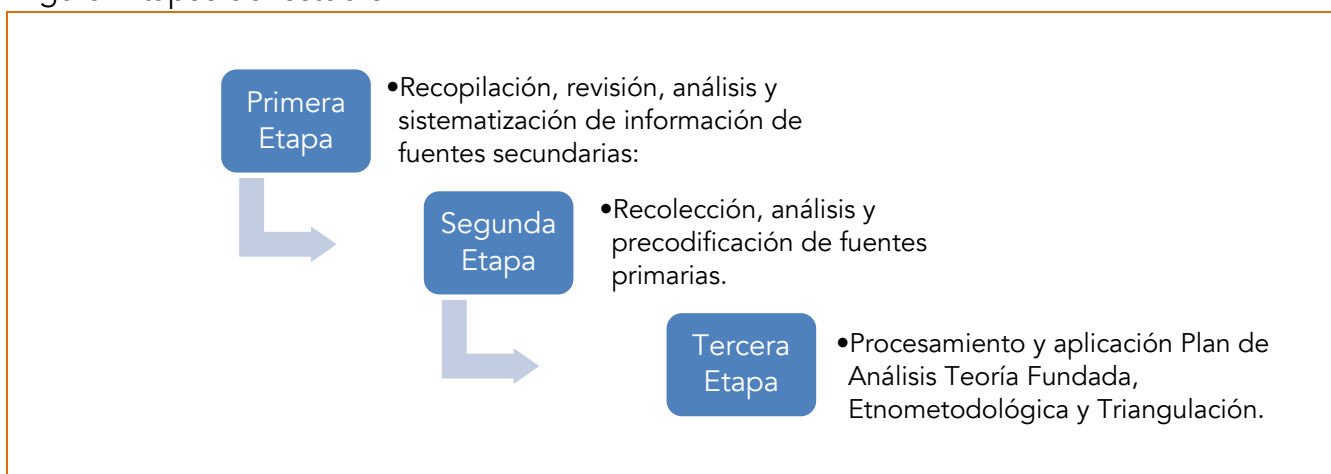 Primera
Etapa
•Recopilación, revisión, análisis y
sistematización de información de
fuentes secundarias:
Segunda
Etapa
•Recolección, análisis y
precodificación de fuentes
primarias.
Tercera
Etapa
•Procesamiento y aplicación Plan de
Análisis Teoría Fundada,
Etnometodológica y Triangulación.